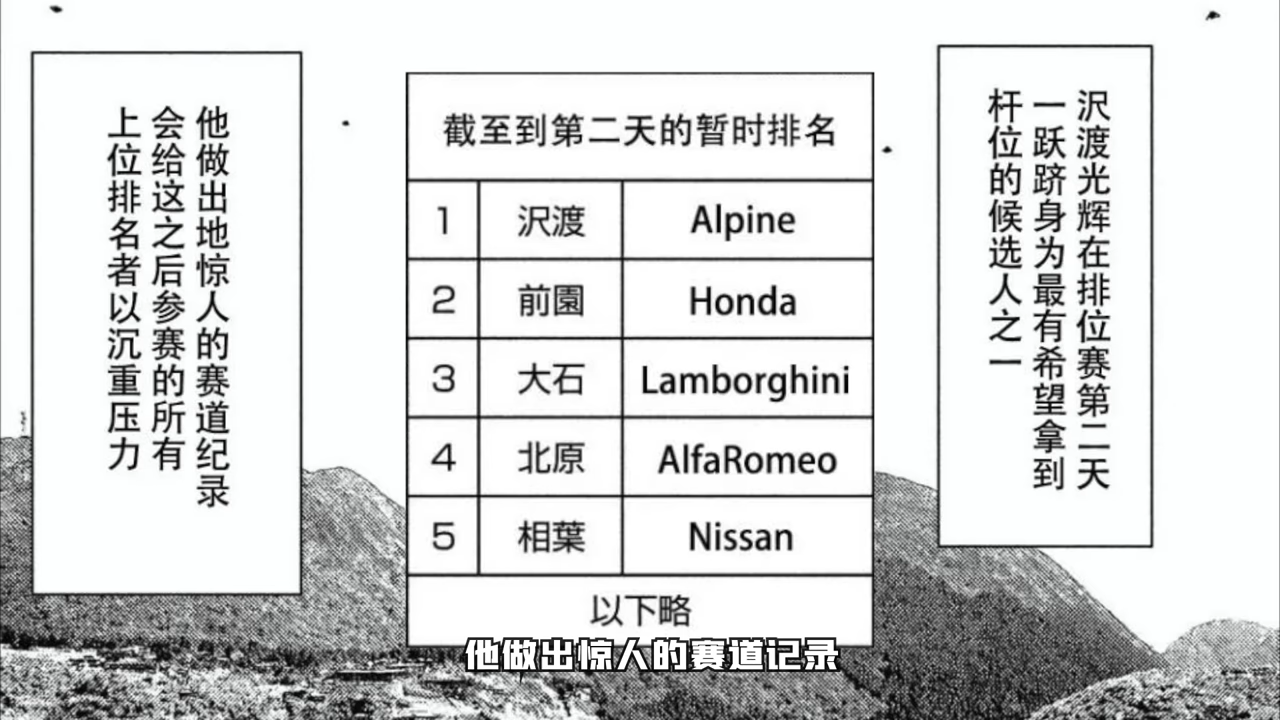 沢渡光辉在排位赛第二天
一跃跻身为最有希望拿到
杆位的候选人之一
截至到第二天的暂时排名
1 沢渡 Alpine
2 前園 Honda
3 大石 Lamborghini
4 北原 AlfaRomeo
5 相葉 Nissan
以下略
他做出地惊人的赛道纪录
会给这之后参赛的所有
上位排名者以沉重压力
他做出惊人的赛道记录